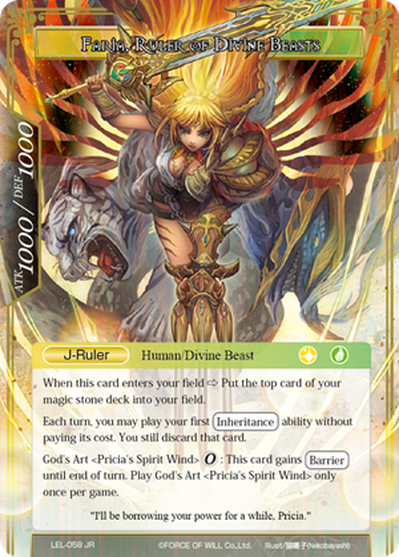 Faria, Ruler of Divine Beasts
ATK 1000 / DEF 1000
J-Ruler Human/Divine Beast
When this card enters your field ⇨ Put the top card of your
magic stone deck into your field.
Each turn, you may play your first Inheritance ability without
paying its cost. You still discard that card.
God's Art <Pricia's Spirit Wind> 0 : This card gains Barrier
until end of turn. Play God's Art <Pricia's Spirit Wind> only
once per game.
"I'll be borrowing your power for a while, Pricia."
LEL-058 JR ©FORCE OF WILL Co.,Ltd. Illust/猫囃子(Nekobayashi)